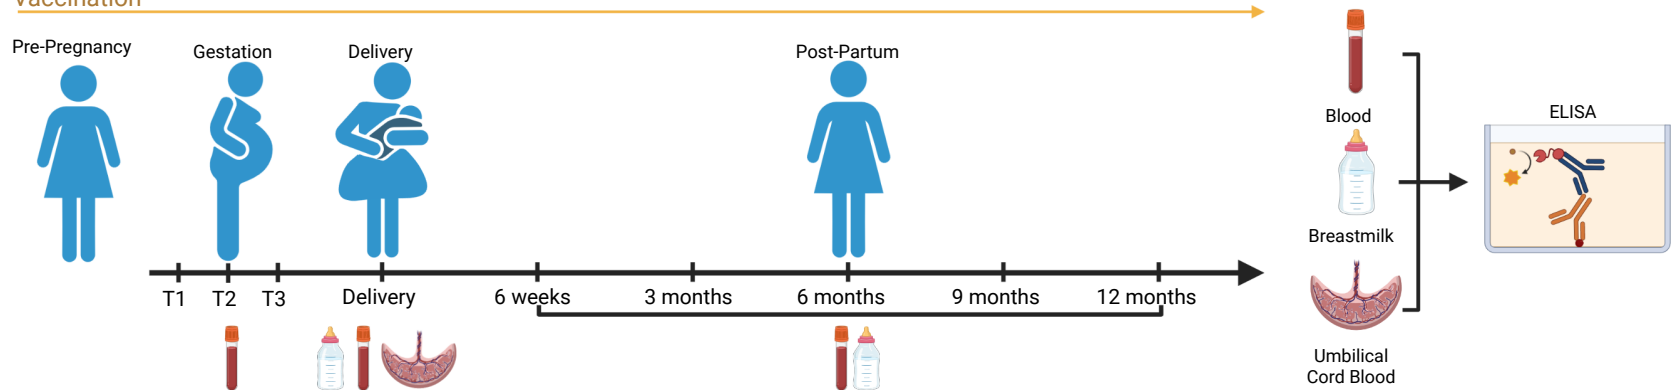 Vaccination
Pre-Pregnancy
Gestation
Delivery
Post-Partum
T1
T2
T3
Delivery
6 weeks
3 months
6 months
9 months
12 months
Blood
Breastmilk
Umbilical
Cord Blood
ELISA